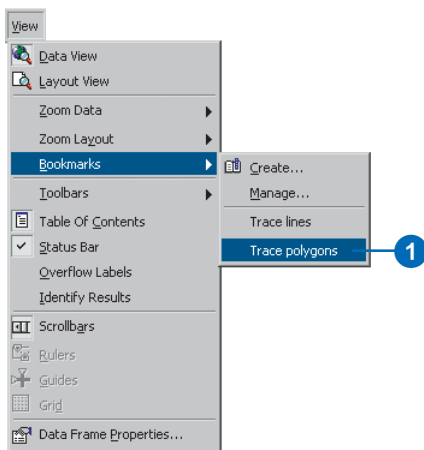 View
Data View
Layout View
Zoom Data
Zoom Layout
Bookmarks
Toolbars
Table Of Contents
Status Bar
Overflow Labels
Identify Results
Scrollbars
Rulers
Guides
Grid
Data Frame Properties...
Create...
Manage...
Trace lines
Trace polygons
1